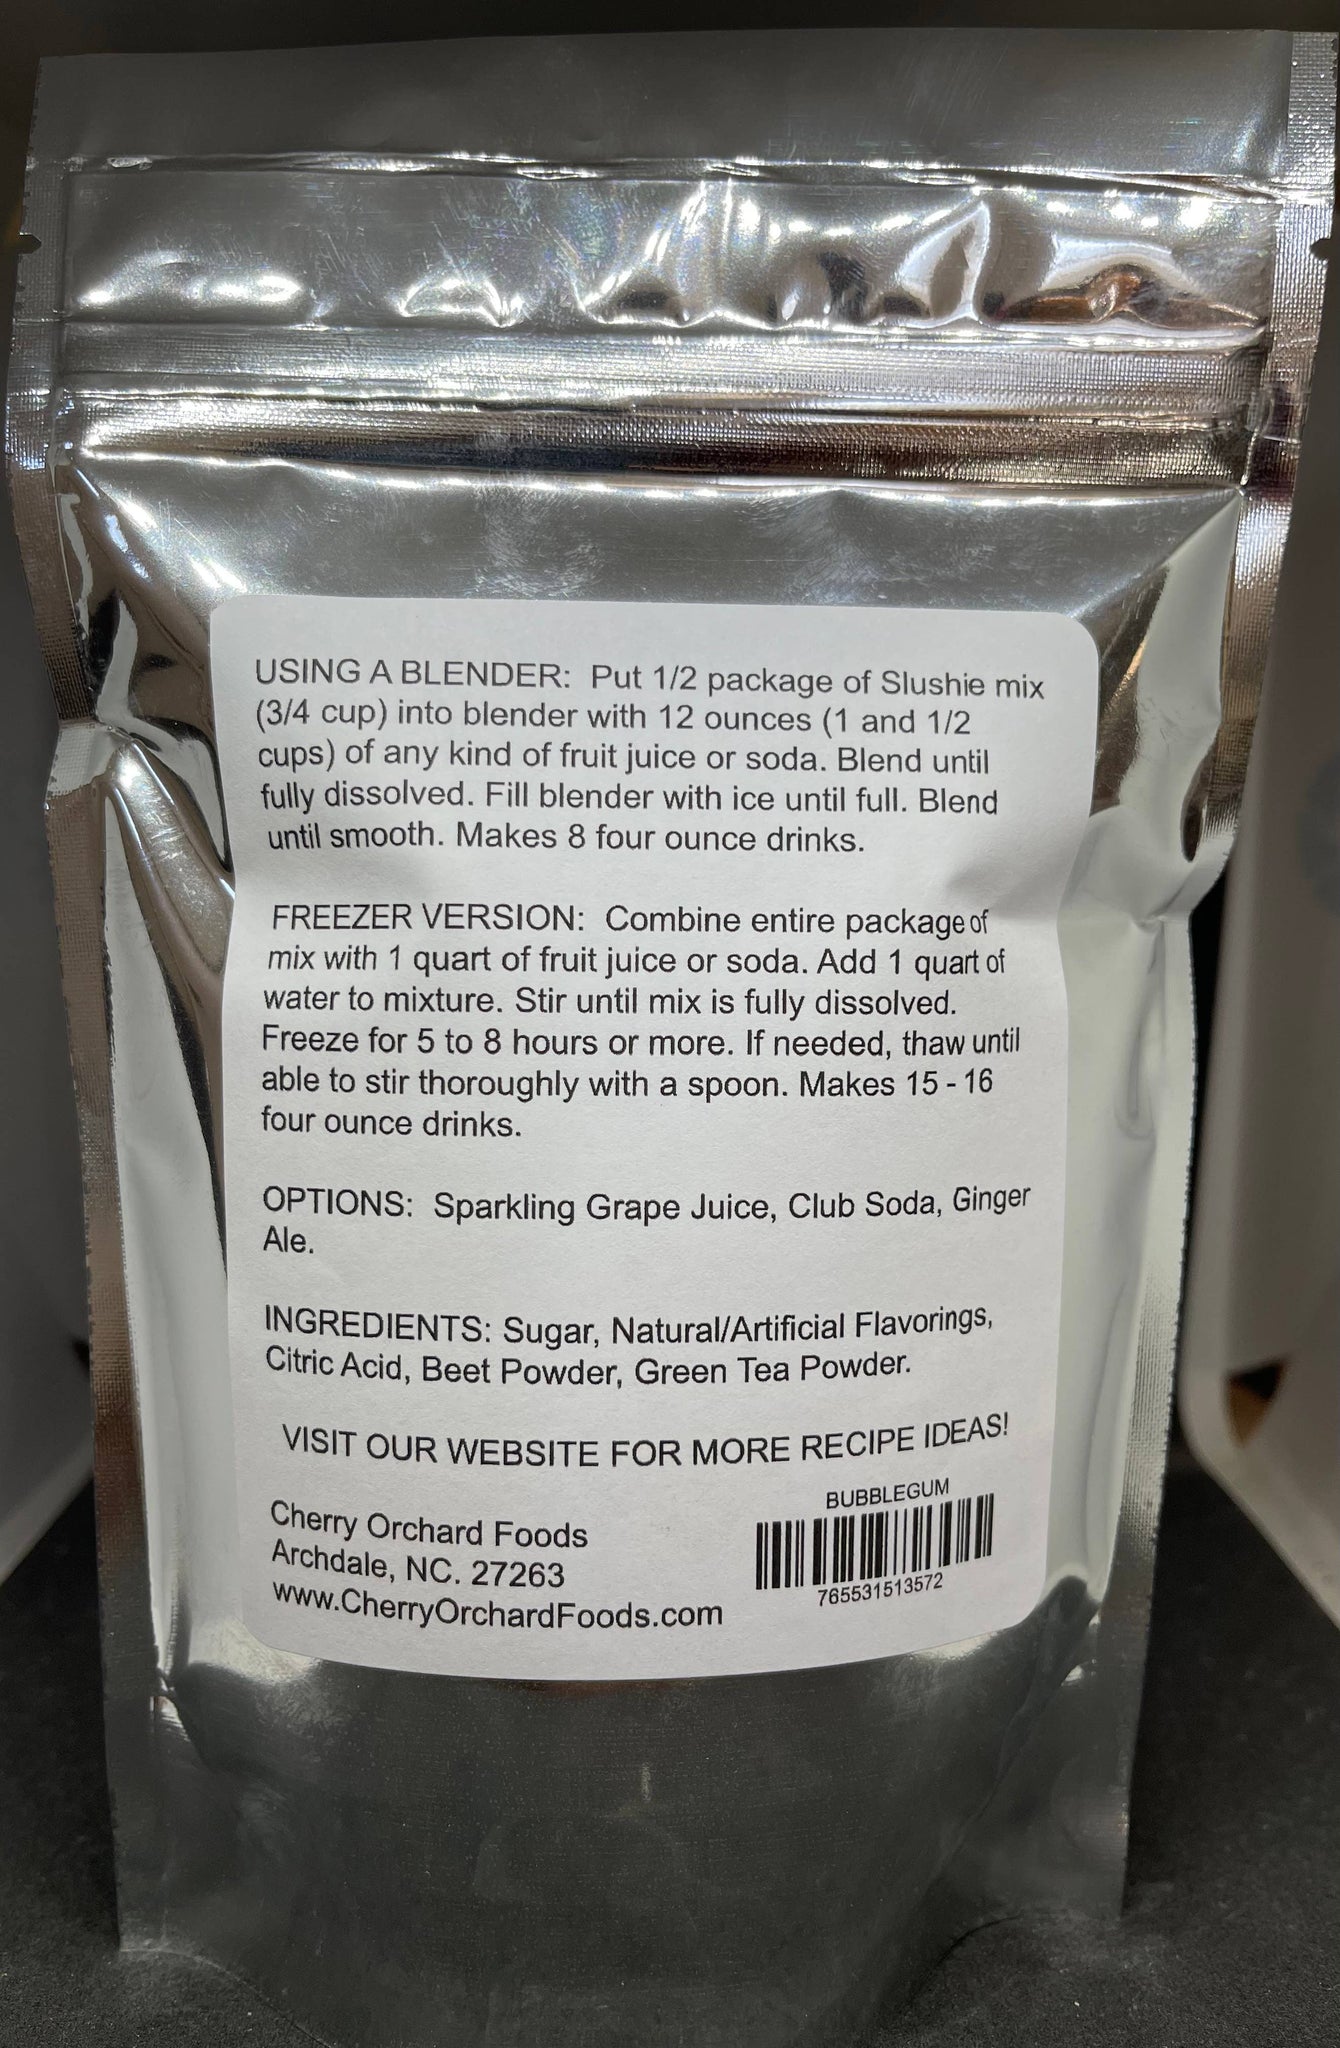 USING A BLENDER: Put 1/2 package of Slushie mix
(3/4 cup) into blender with 12 ounces (1 and 1/2
cups) of any kind of fruit juice or soda. Blend until
fully dissolved. Fill blender with ice until full. Blend
until smooth. Makes 8 four ounce drinks.
FREEZER VERSION: Combine entire package of
mix with 1 quart of fruit juice or soda. Add 1 quart of
water to mixture. Stir until mix is fully dissolved.
Freeze for 5 to 8 hours or more. If needed, thaw until
able to stir thoroughly with a spoon. Makes 15 - 16
four ounce drinks.
OPTIONS: Sparkling Grape Juice, Club Soda, Ginger
Ale.
INGREDIENTS: Sugar, Natural/Artificial Flavorings,
Citric Acid, Beet Powder, Green Tea Powder.
VISIT OUR WEBSITE FOR MORE RECIPE IDEAS!
Cherry Orchard Foods
Archdale, NC. 27263
www.CherryOrchardFoods.com
BUBBLEGUM
765531513572